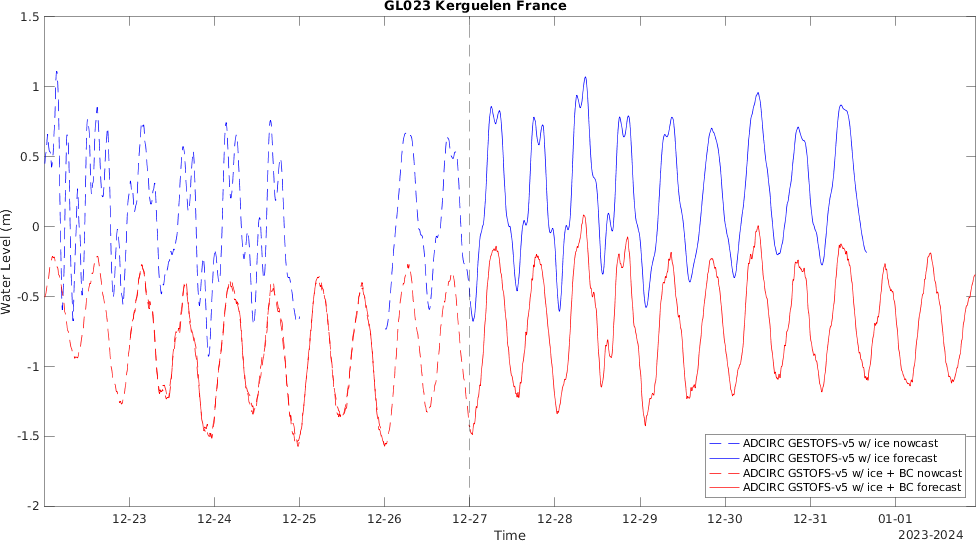 GL023 Kerguelen France
1.5
1
0.5
0
-0.5
-1
-1.5
-2
Water Level (m)
ADCIRC GESTOFS-v5 w/ ice nowcast
ADCIRC GESTOFS-v5 w/ ice forecast
ADCIRC GSTOFS-v5 w/ ice + BC nowcast
ADCIRC GSTOFS-v5 w/ ice + BC forecast
12-23 12-24 12-25 12-26 12-27 12-28 12-29 12-30 12-31 01-01
Time
2023-2024